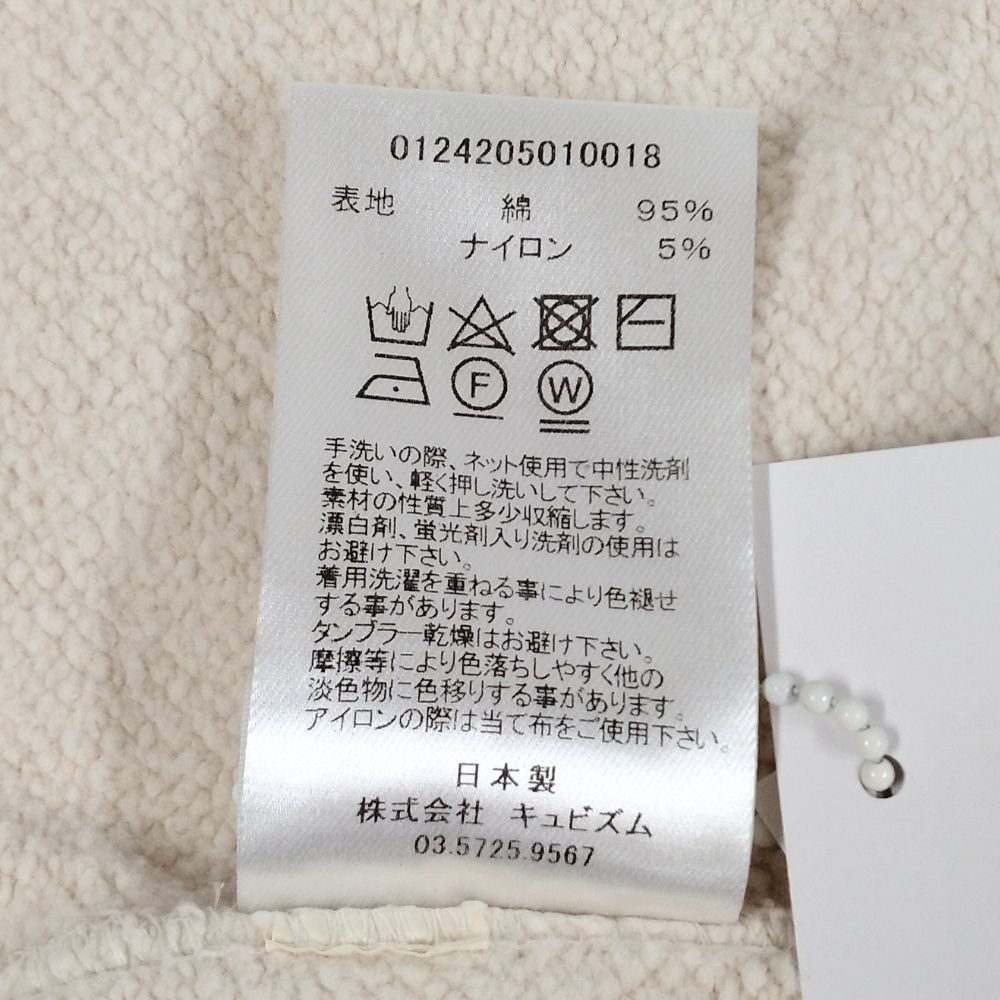 0124205010018
表地 綿 95%
ナイロン 5%
F W
手洗いの際、ネット使用で中性洗剤
を使い、軽く押し洗いして下さい。
素材の性質上多少収縮します。
漂白剤、蛍光剤入り洗剤の使用は
お避け下さい。
着用洗濯を重ねる事により色褪せ
する事があります。
タンブラー乾燥はお避け下さい。
摩擦等により色落ちしやすく他の
淡色物に色移りする事があります。
アイロンの際は当て布をご使用下さい。
日本製
株式会社 キュビズム
03.5725.9567